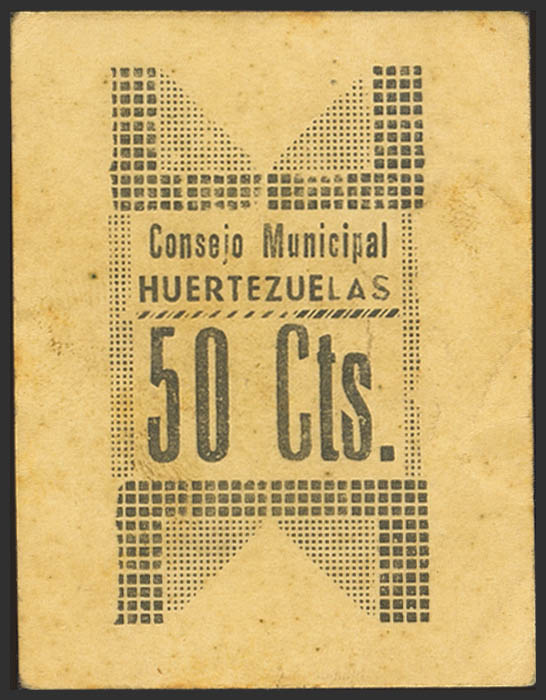 Consejo Municipal
HUERTEZUELAS
50 Cts.